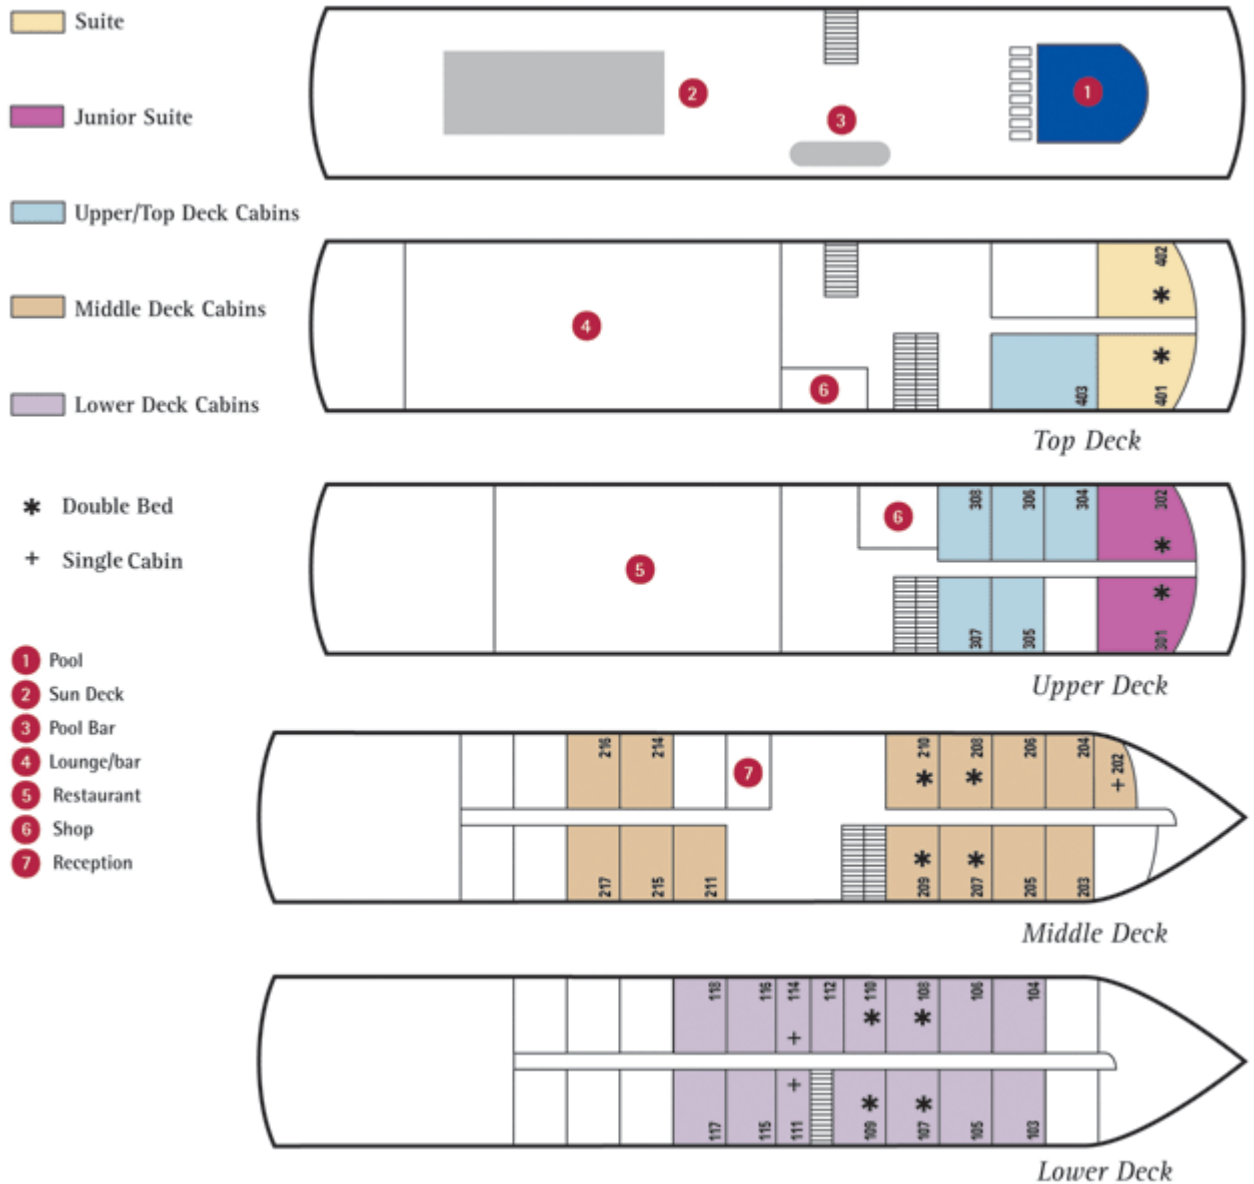 Suite
Junior Suite
Upper/Top Deck Cabins
Middle Deck Cabins
Lower Deck Cabins
* Double Bed
+ Single Cabin
1 Pool
2 Sun Deck
3 Pool Bar
4 Lounge/bar
5 Restaurant
6 Shop
7 Reception
2
3
1
4
6
402 *
403
401 *
Top Deck
5
6
308 306 304 302 *
307 305 301 *
Upper Deck
216 214 7 210 * 208 * 206 204 + 202
217 215 211 209 * 207 * 205 203
Middle Deck
118 116 114 + 112 110 * 108 * 106 104
117 115 111 + 109 * 107 * 105 103
Lower Deck